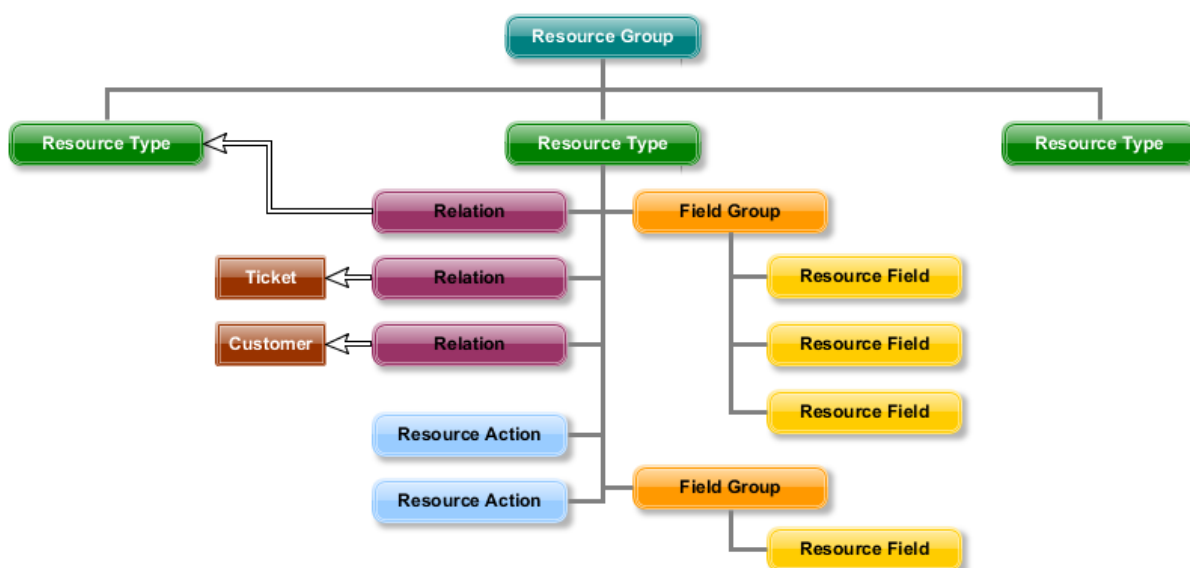 Resource Group
Resource Type
Resource Type
Resource Type
Relation
Field Group
Ticket
Relation
Resource Field
Customer
Relation
Resource Field
Resource Field
Resource Action
Field Group
Resource Action
Resource Field